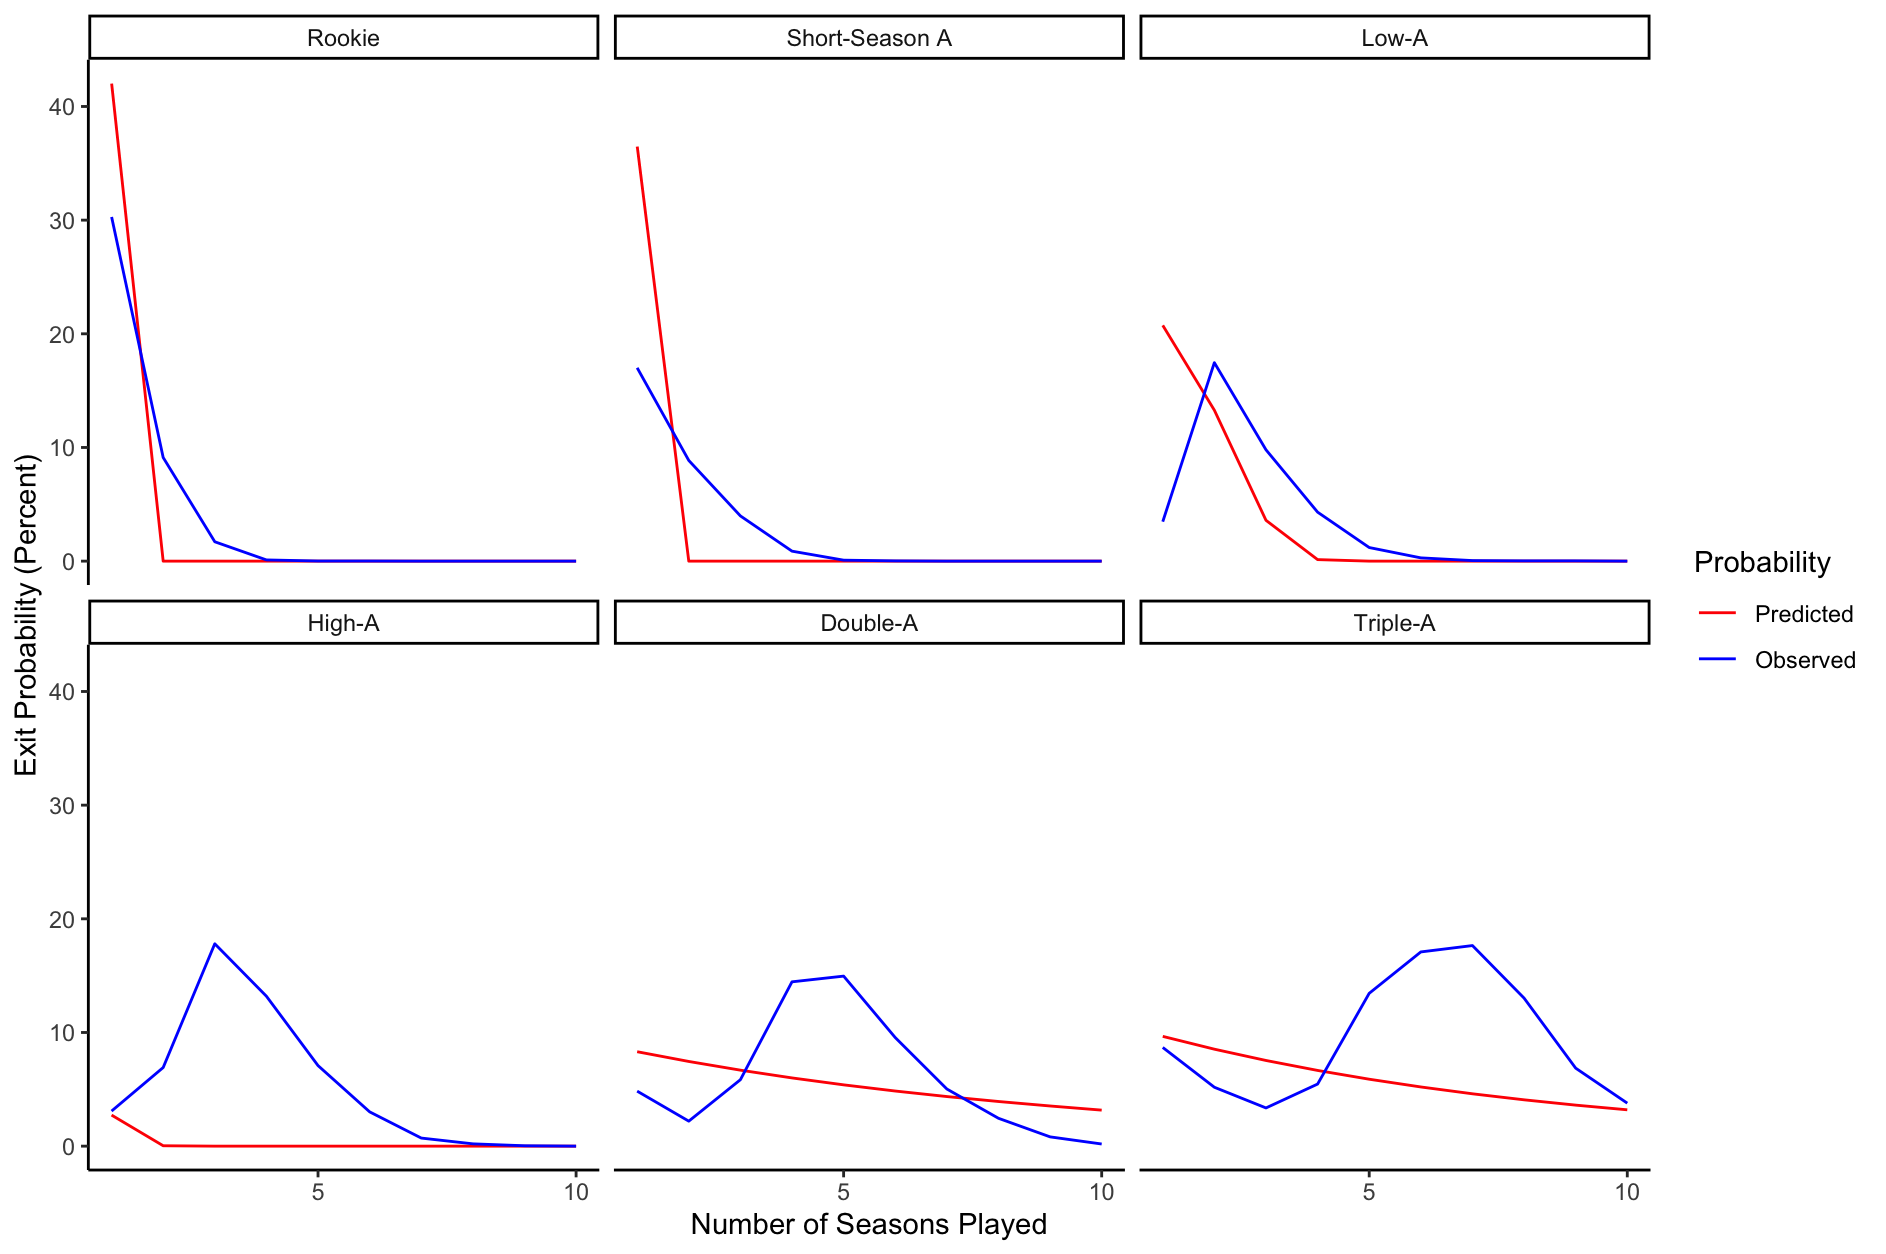 Rookie
Short-Season A
Low-A
40
30
20
10
0
High-A
Double-A
Triple-A
40
30
20
10
0
5
10
5
10
5
10
Number of Seasons Played
Exit Probability (Percent)
Probability
Predicted
Observed